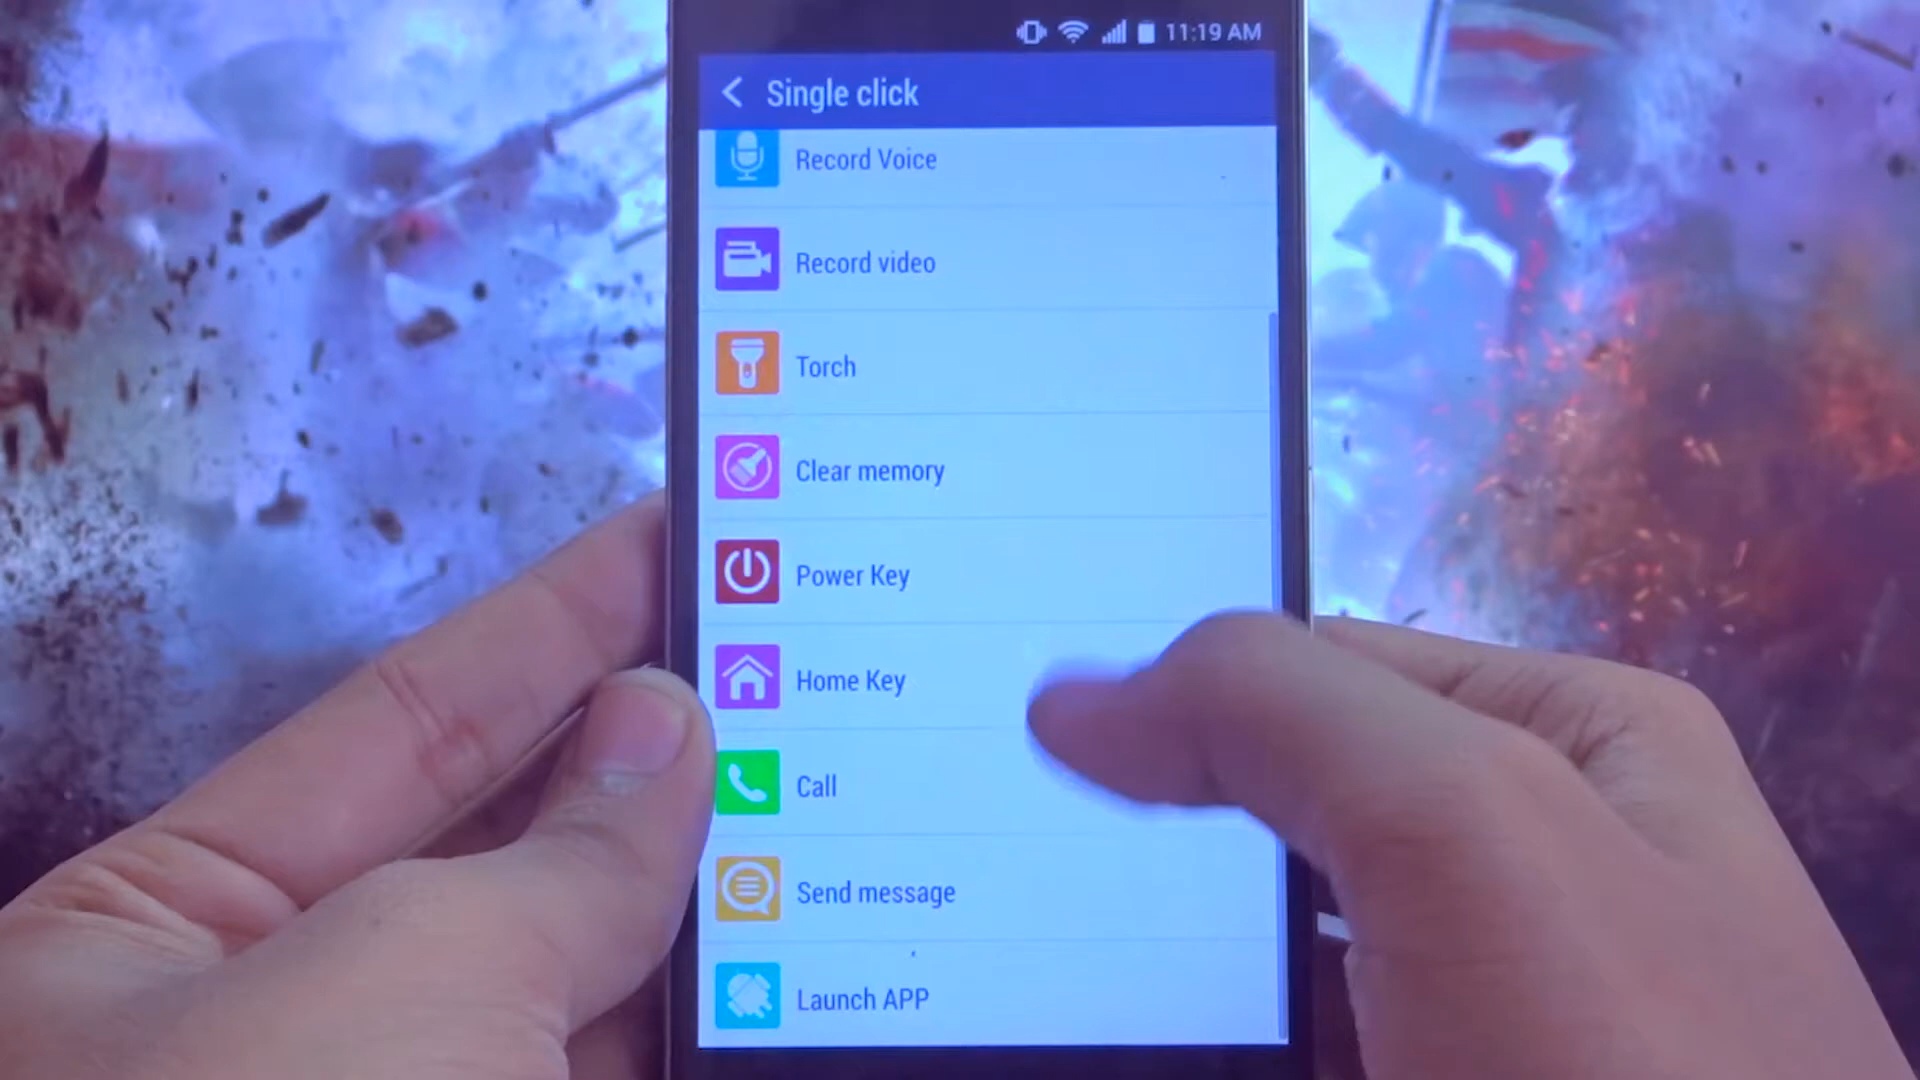 11:19 AM
Single click
Record Voice
Record video
Torch
Clear memory
Power Key
Home Key
Call
Send message
Launch APP